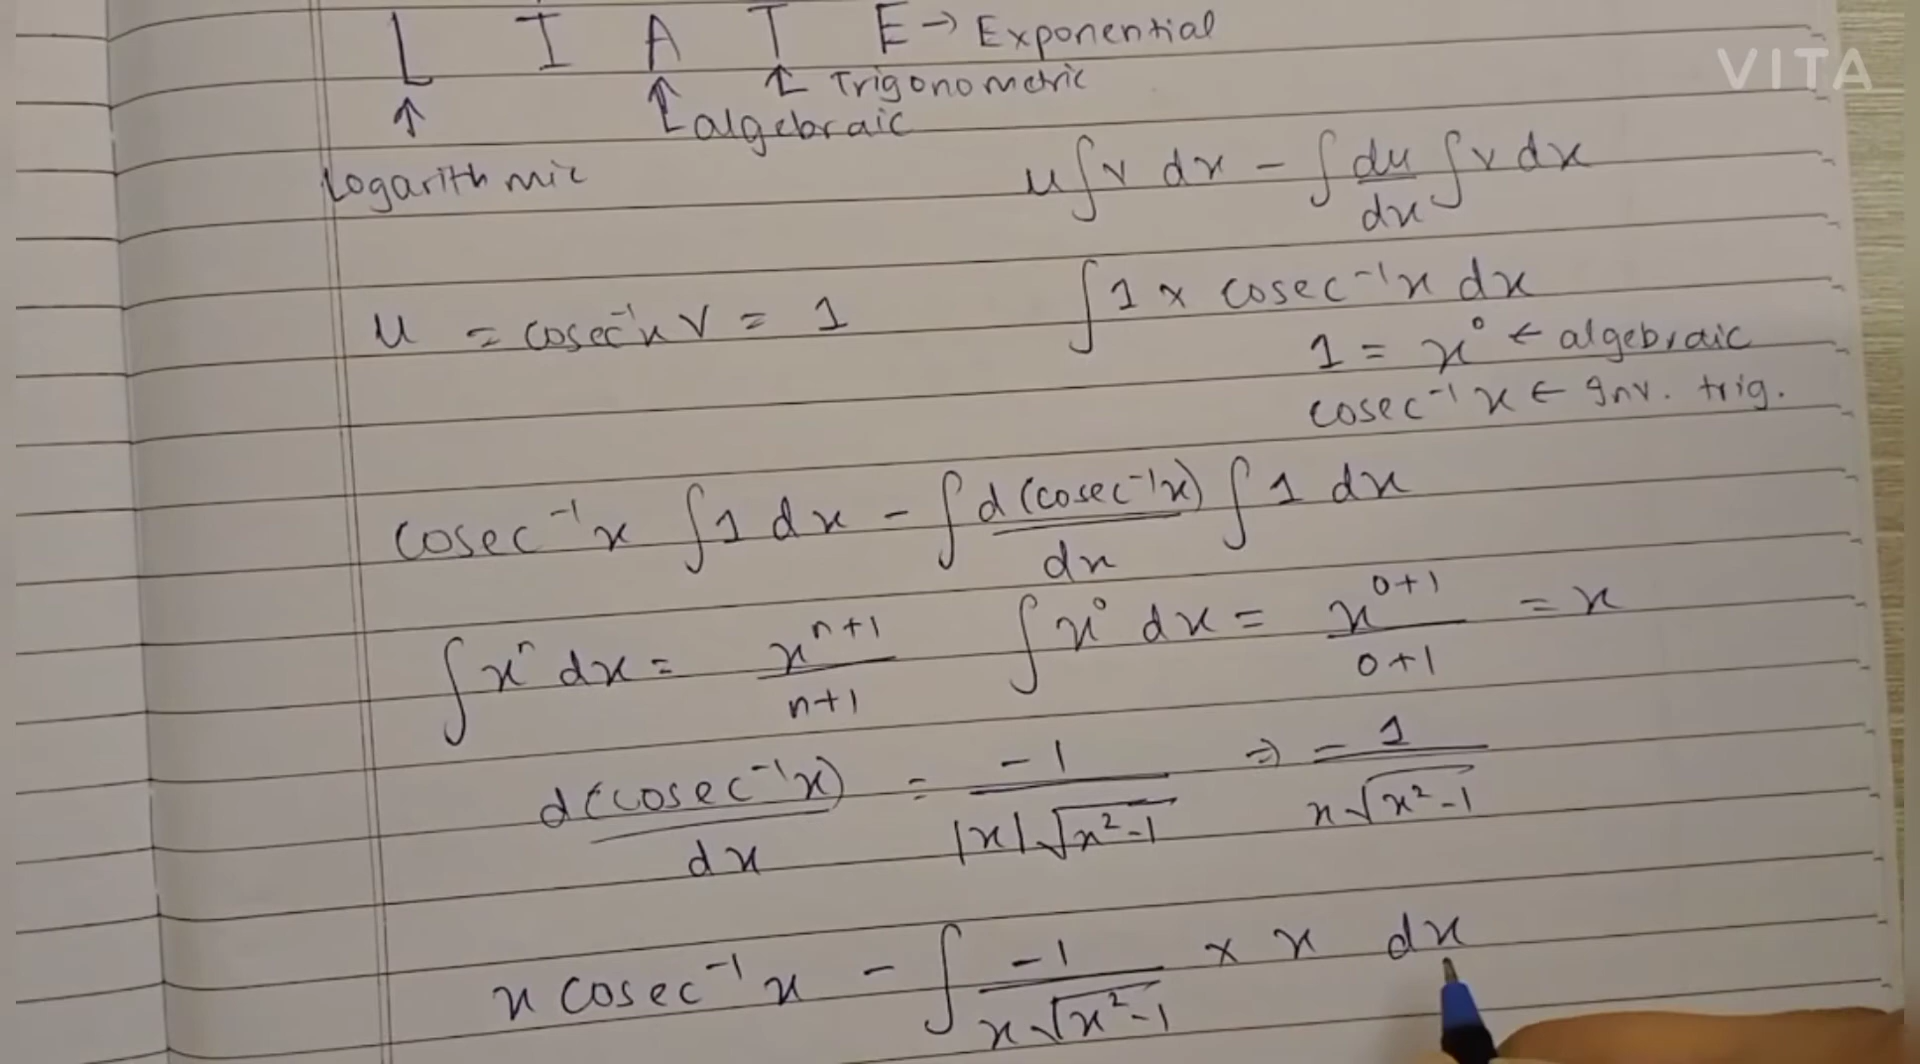 L I A T E → Exponential
VITA
↑ ↑ algebraic ↑ Trigonometric
Logarithmic
u∫v dx - ∫du/dx ∫v dx
u = cosec⁻¹x v = 1 ∫1 × cosec⁻¹x dx
1 = x⁰ ← algebraic
cosec⁻¹x ← Inv. trig.
cosec⁻¹x ∫1 dx - ∫d(cosec⁻¹x)/dx ∫1 dx
∫xⁿ dx = xⁿ⁺¹/n+1 ∫x⁰ dx = x⁰⁺¹/0+1 = x
d(cosec⁻¹x)/dx = -1/|x|√x²-1 ⇒ -1/x√x²-1
x cosec⁻¹x - ∫-1/x√x²-1 × x dx